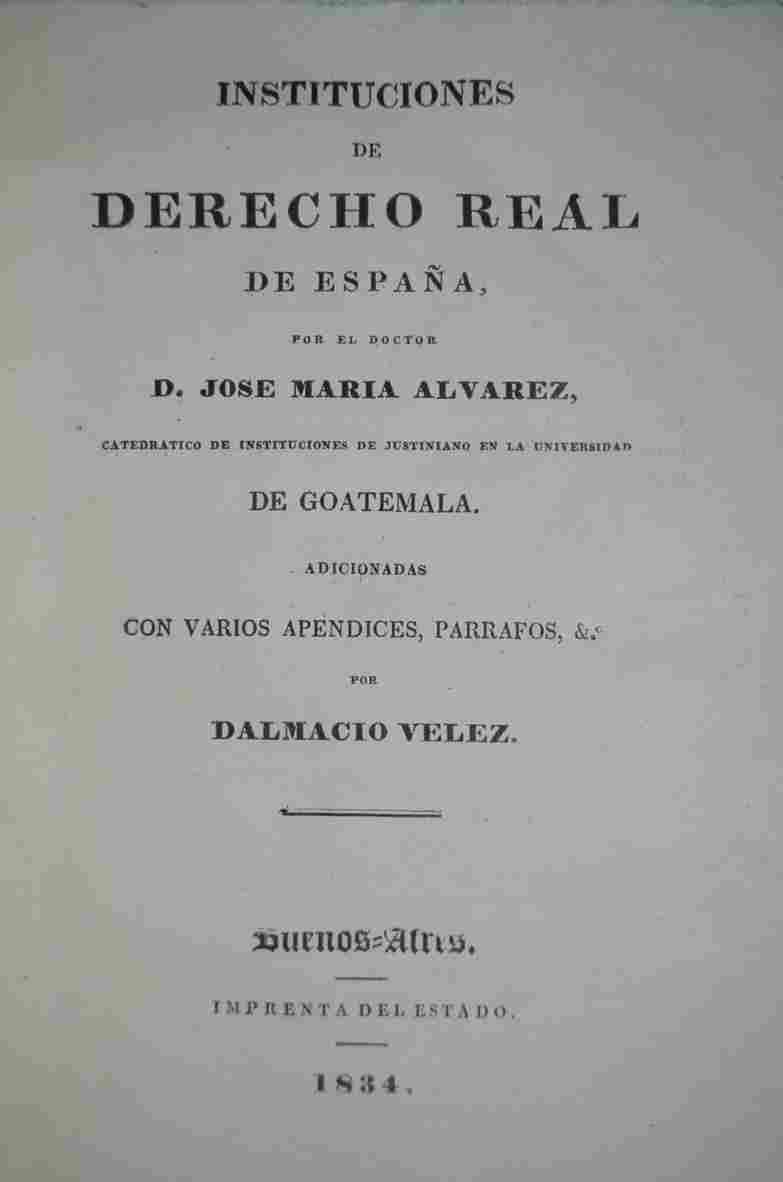 INSTITUCIONES
DE
DERECHO REAL
DE ESPAÑA,
POR EL DOCTOR
D. JOSE MARIA ALVAREZ,
CATEDRATICO DE INSTITUCIONES DE JUSTINIANO EN LA UNIVERSIDAD
DE GOATEMALA.
ADICIONADAS
CON VARIOS APENDICES, PARRAFOS, &.ᶜ
POR
DALMACIO VELEZ.
Buenos-Aires.
IMPRENTA DEL ESTADO.
1834.